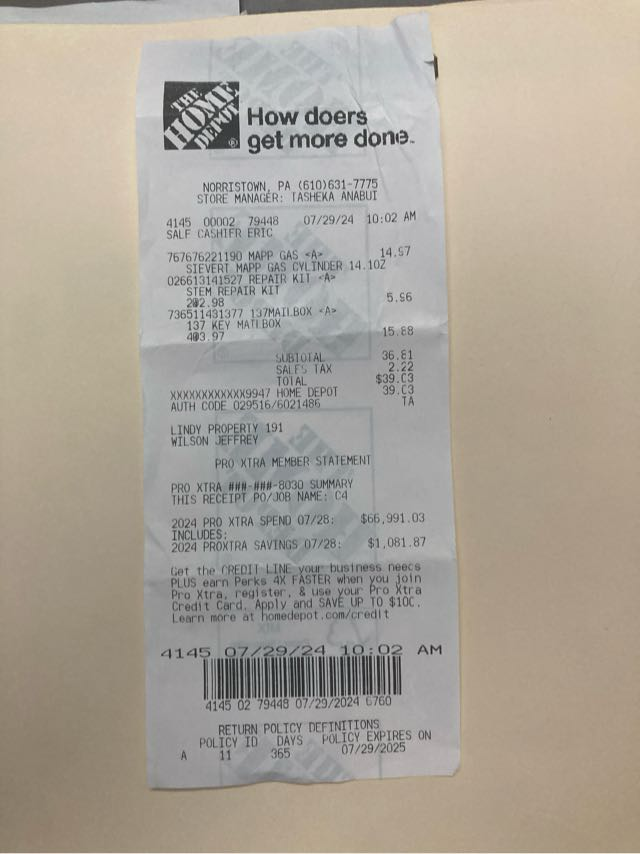 THE
HOME
DEPOT
How doers
get more done™
NORRISTOWN, PA (610)631-7775
STORE MANAGER: TASHEKA ANABUI
4145 00002 79448 07/29/24 10:02 AM
SALE CASHIER ERIC
767676221190 MAPP GAS <A> 14.97
SIEVERT MAPP GAS CYLINDER 14.1OZ
026613141527 REPAIR KIT <A>
STEM REPAIR KIT
2@2.98 5.96
736511431377 137MAILBOX <A>
137 KEY MAILBOX
4@3.97 15.88
SUBTOTAL 36.81
SALES TAX 2.22
TOTAL $39.03
XXXXXXXXXXXX9947 HOME DEPOT 39.03
AUTH CODE 029516/6021486 TA
LINDY PROPERTY 191
WILSON JEFFREY
PRO XTRA MEMBER STATEMENT
PRO XTRA ###-###-8030 SUMMARY
THIS RECEIPT PO/JOB NAME: C4
2024 PRO XTRA SPEND 07/28: $66,991.03
INCLUDES:
2024 PROXTRA SAVINGS 07/28: $1,081.87
Get the CREDIT LINE your business needs
PLUS earn Perks 4X FASTER when you join
Pro Xtra, register, & use your Pro Xtra
Credit Card. Apply and SAVE UP TO $100.
Learn more at homedepot.com/credit
4145 07/29/24 10:02 AM
4145 02 79448 07/29/2024 6760
RETURN POLICY DEFINITIONS
POLICY ID DAYS POLICY EXPIRES ON
A 11 365 07/29/2025